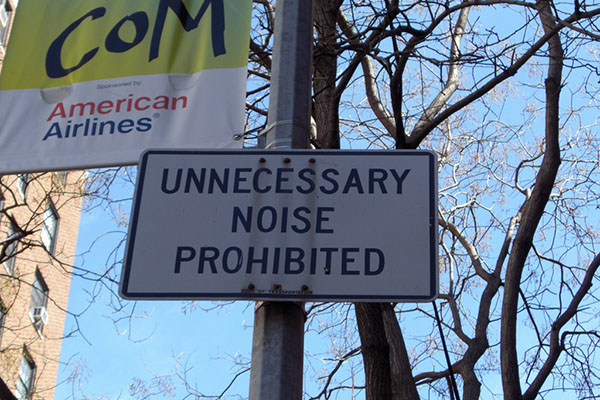 CoM
Sponsored by
American
Airlines
UNNECESSARY
NOISE
PROHIBITED